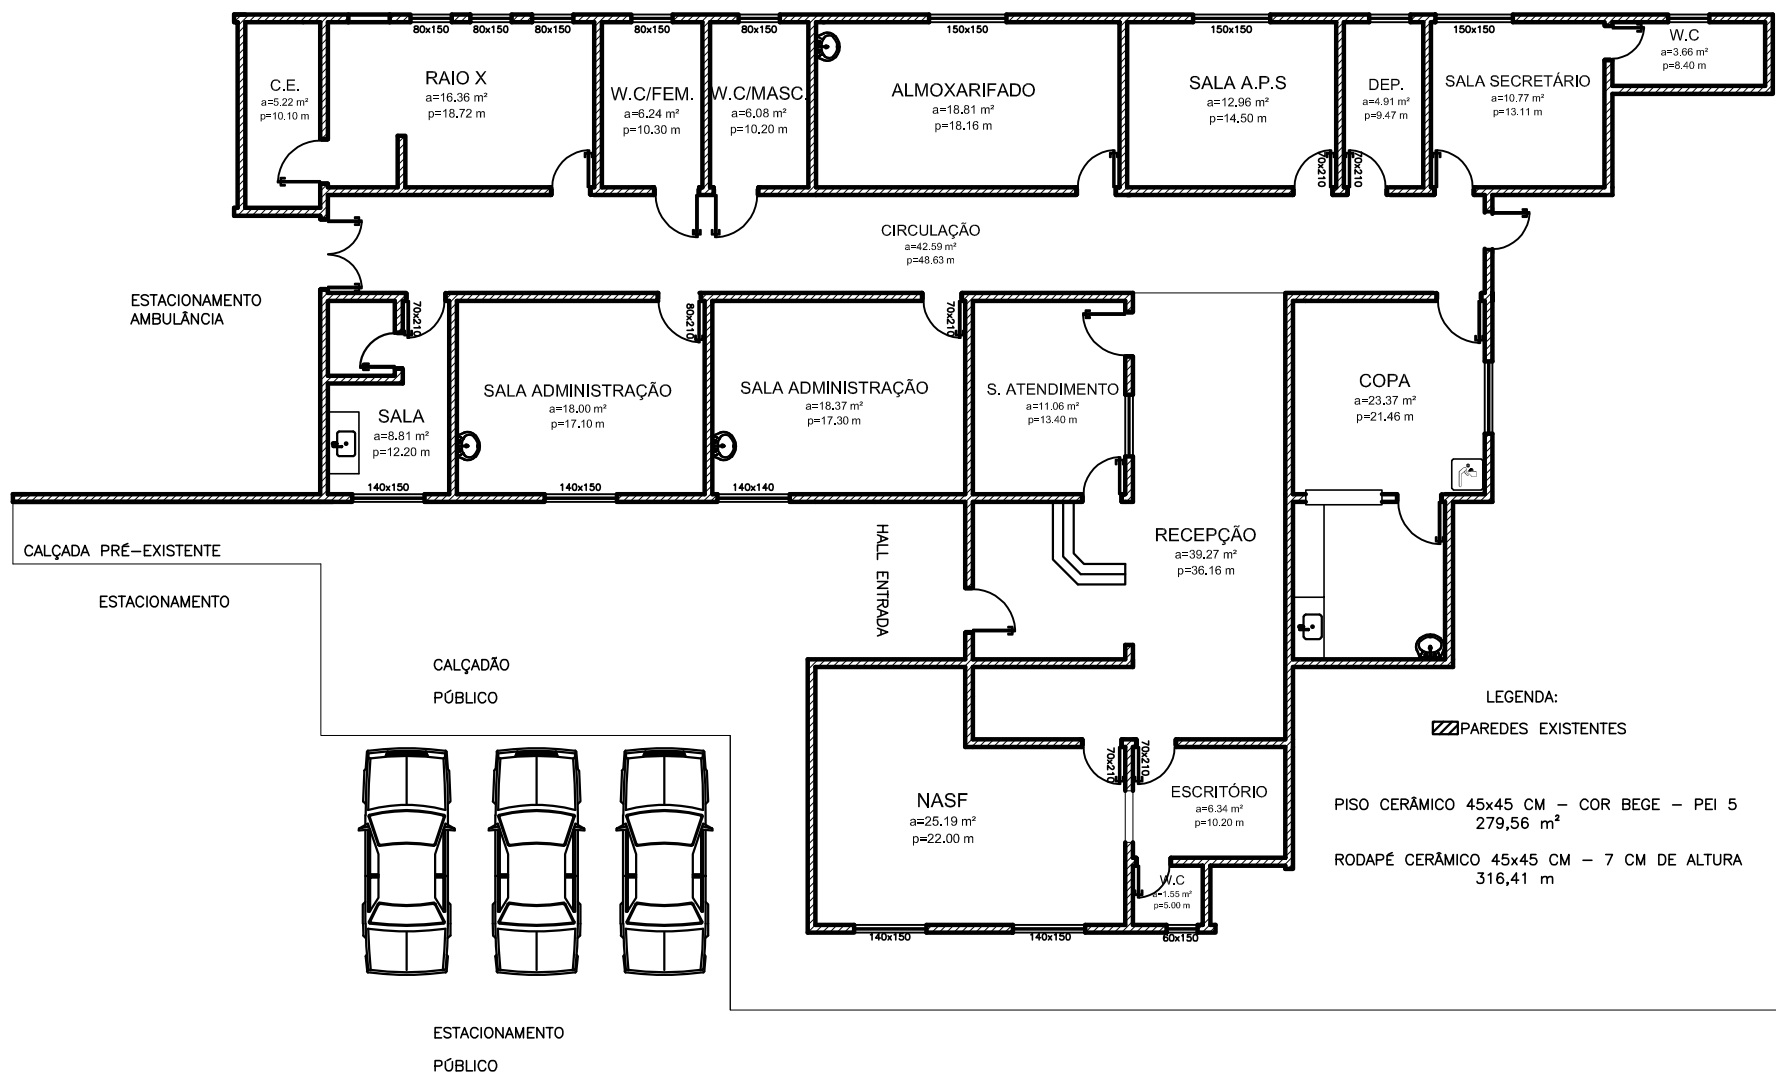 80x150
80x150
80x150
80x150
80x150
150x150
150x150
150x150
C.E.
a=5.22 m²
p=10.10 m
RAIO X
a=16.36 m²
p=18.72 m
W.C/FEM.
a=6.24 m²
p=10.30 m
W.C/MASC.
a=6.08 m²
p=10.20 m
ALMOXARIFADO
a=18.81 m²
p=18.16 m
SALA A.P.S
a=12.96 m²
p=14.50 m
DEP.
a=4.91 m²
p=9.47 m
SALA SECRETÁRIO
a=10.77 m²
p=13.11 m
W.C
a=3.66 m²
p=8.40 m
70x210
70x210
CIRCULAÇÃO
a=42.59 m²
p=48.63 m
ESTACIONAMENTO
AMBULÂNCIA
70x210
80x210
70x210
SALA
a=8.81 m²
p=12.20 m
SALA ADMINISTRAÇÃO
a=18.00 m²
p=17.10 m
SALA ADMINISTRAÇÃO
a=18.37 m²
p=17.30 m
S. ATENDIMENTO
a=11.06 m²
p=13.40 m
COPA
a=23.37 m²
p=21.46 m
140x150
140x150
140x140
CALÇADA PRÉ-EXISTENTE
ESTACIONAMENTO
HALL ENTRADA
RECEPÇÃO
a=39.27 m²
p=36.16 m
CALÇADÃO
PÚBLICO
LEGENDA:
PAREDES EXISTENTES
70x210
70x210
NASF
a=25.19 m²
p=22.00 m
ESCRITÓRIO
a=6.34 m²
p=10.20 m
PISO CERÂMICO 45x45 CM - COR BEGE - PEI 5
279,56 m²
RODAPÉ CERÂMICO 45x45 CM - 7 CM DE ALTURA
316,41 m
W.C
a=1.55 m²
p=5.00 m
140x150
140x150
60x150
ESTACIONAMENTO
PÚBLICO